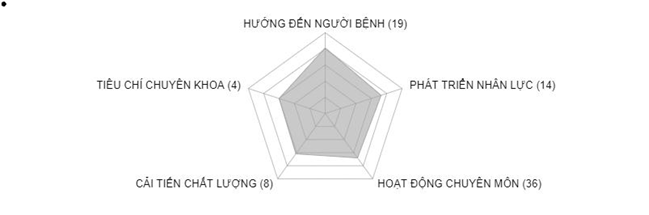 HƯỚNG ĐẾN NGƯỜI BỆNH (19)
TIÊU CHÍ CHUYÊN KHOA (4)
PHÁT TRIỂN NHÂN LỰC (14)
CẢI TIẾN CHẤT LƯỢNG (8)
HOẠT ĐỘNG CHUYÊN MÔN (36)